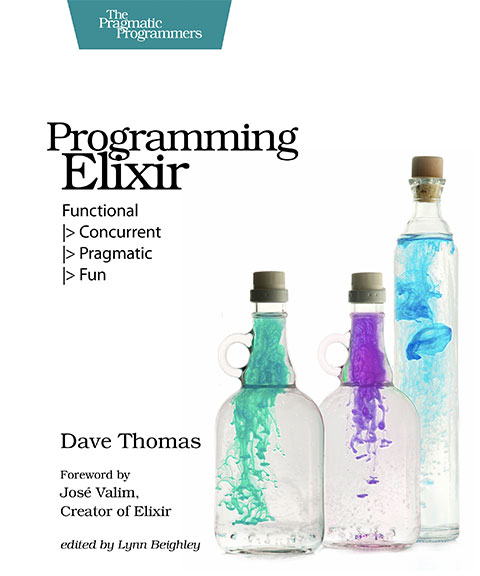 The
Pragmatic
Programmers
Programming
Elixir
Functional
|> Concurrent
|> Pragmatic
|> Fun
Dave Thomas
Foreword by
José Valim,
Creator of Elixir
edited by Lynn Beighley